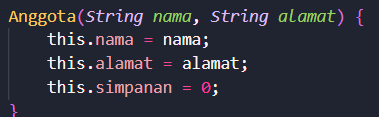 Anggota(String nama, String alamat) {
    this.nama = nama;
    this.alamat = alamat;
    this.simpanan = 0;
}